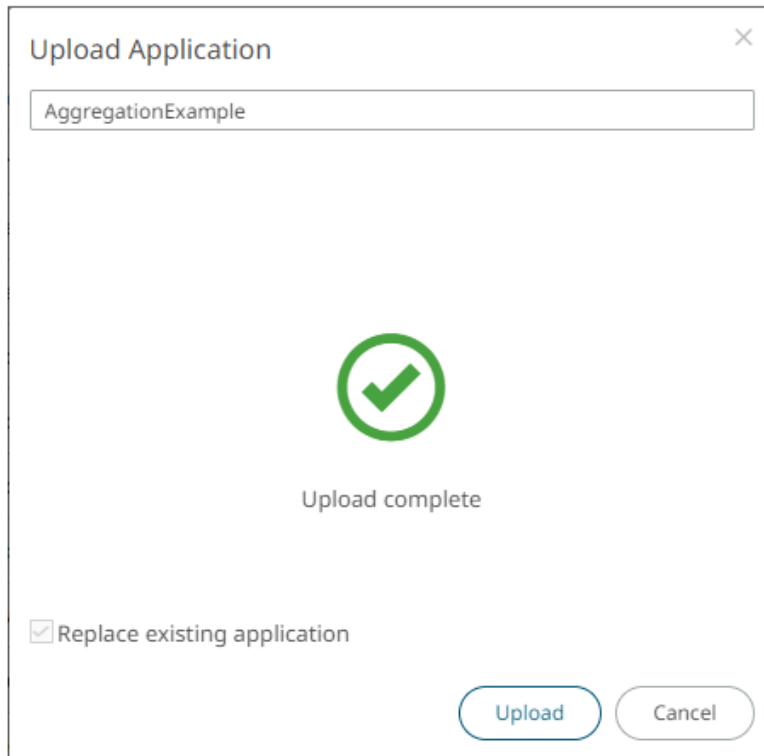 Upload Application
AggregationExample
Upload complete
Replace existing application
Upload
Cancel